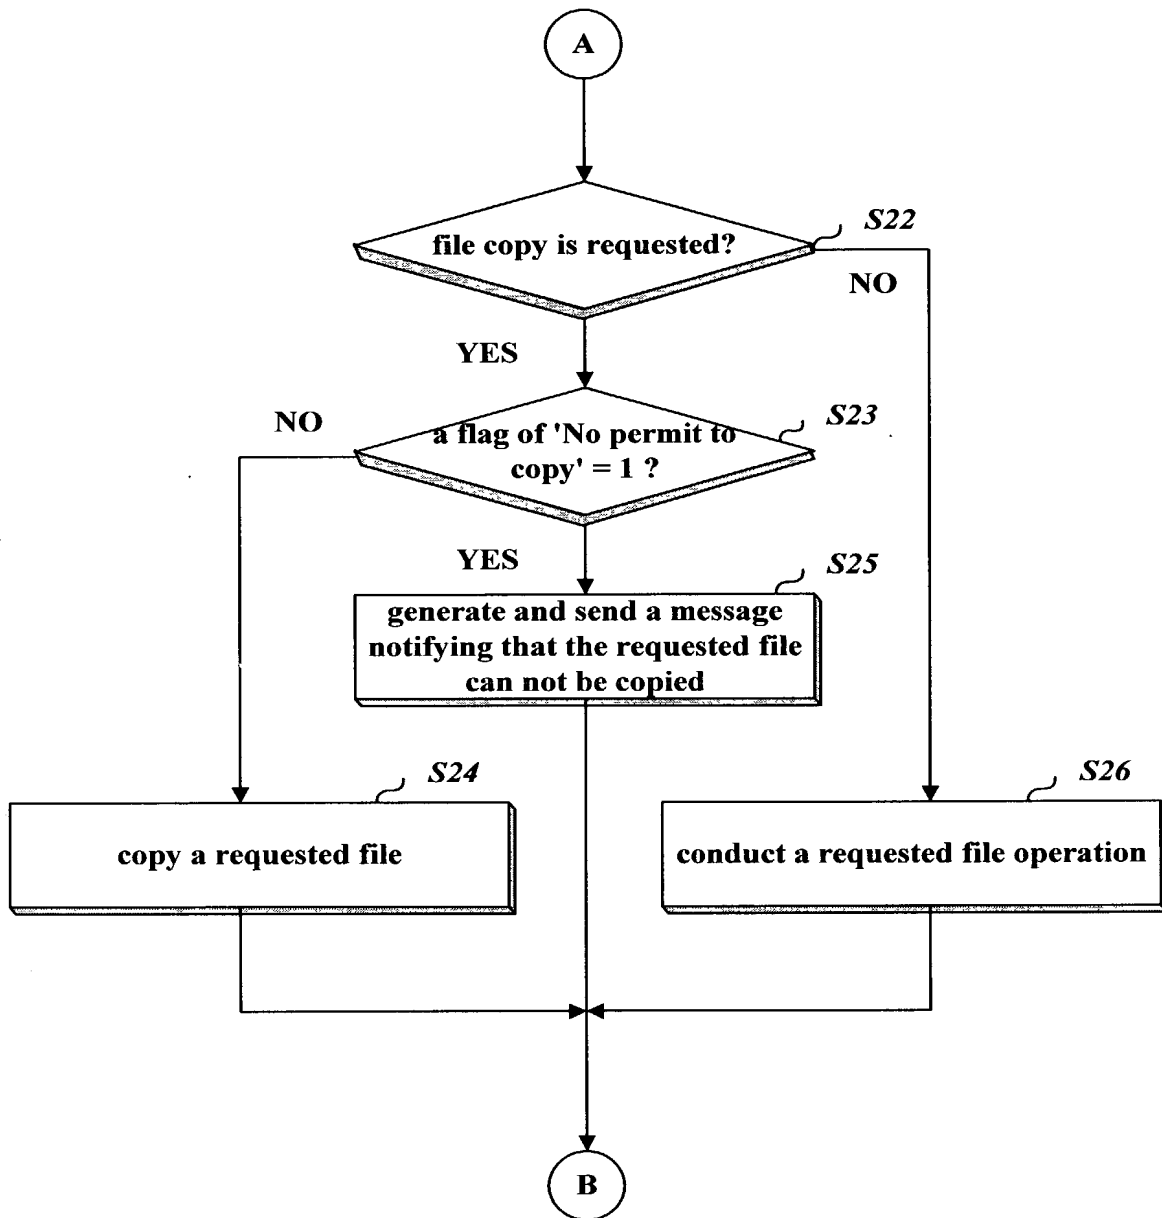 A
S22
file copy is requested?
NO
YES
S23
NO
a flag of 'No permit to
copy' = 1 ?
YES
S25
generate and send a message
notifying that the requested file
can not be copied
S24
S26
copy a requested file
conduct a requested file operation
B